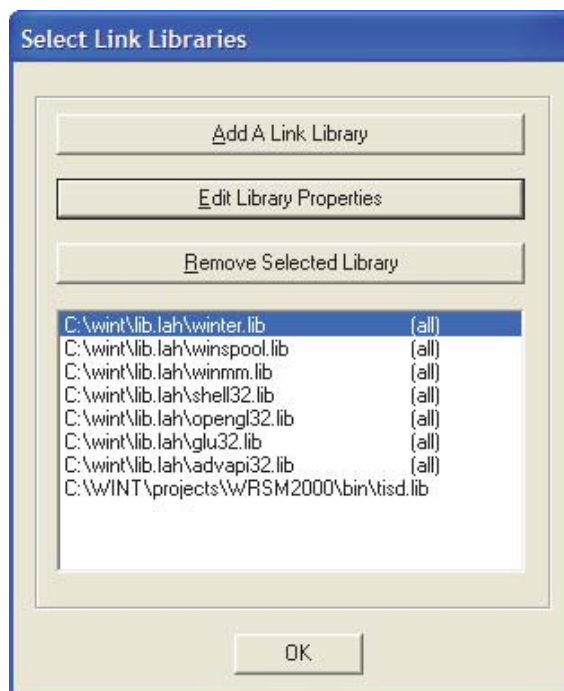 Select Link Libraries
Add A Link Library
Edit Library Properties
Remove Selected Library
C:\wint\lib.lah\winter.lib (all)
C:\wint\lib.lah\winspool.lib (all)
C:\wint\lib.lah\winmm.lib (all)
C:\wint\lib.lah\shell32.lib (all)
C:\wint\lib.lah\opengl32.lib (all)
C:\wint\lib.lah\glu32.lib (all)
C:\wint\lib.lah\advapi32.lib (all)
C:\WINT\projects\WRSM2000\bin\tisd.lib
OK